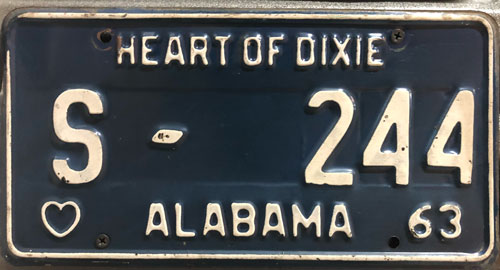 HEART OF DIXIE
S - 244
ALABAMA 63